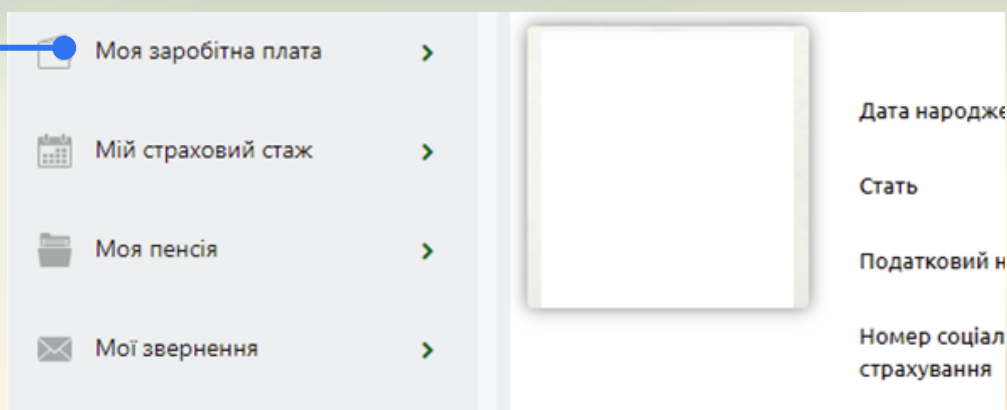 Моя заробітна плата
Мій страховий стаж
Моя пенсія
Мої звернення
Дата народже
Стать
Податковий н
Номер соціал
страхування